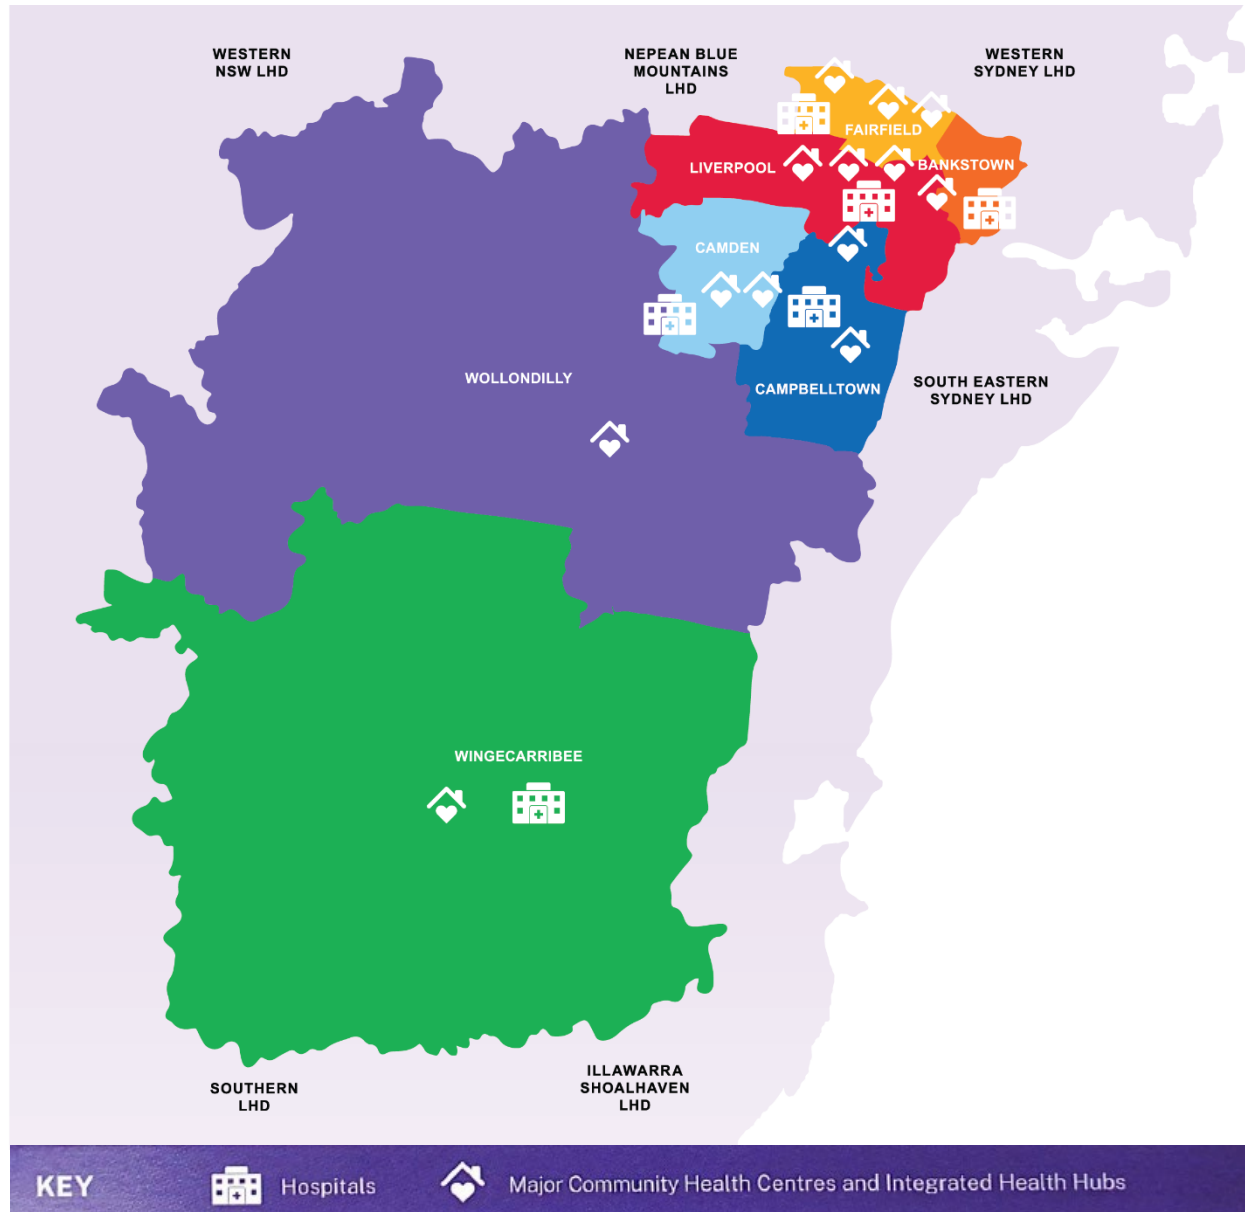 WESTERN
NSW LHD
NEPEAN BLUE
MOUNTAINS
LHD
WESTERN
SYDNEY LHD
FAIRFIELD
LIVERPOOL
BANKSTOWN
CAMDEN
WOLLONDILLY
CAMPBELLTOWN
SOUTH EASTERN
SYDNEY LHD
WINGECARRIBEE
SOUTHERN
LHD
ILLAWARRA
SHOALHAVEN
LHD
KEY
Hospitals
Major Community Health Centres and Integrated Health Hubs